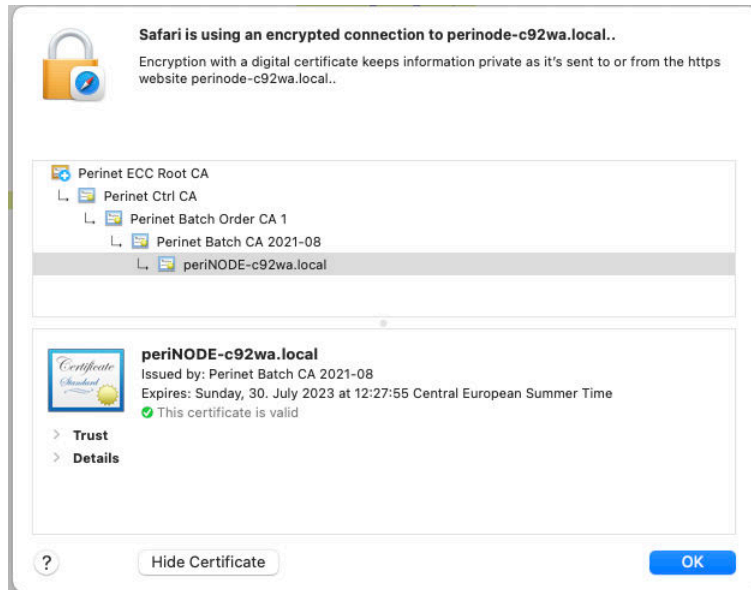 Safari is using an encrypted connection to perinode-c92wa.local..
Encryption with a digital certificate keeps information private as it's sent to or from the https
website perinode-c92wa.local..
Perinet ECC Root CA
Perinet Ctrl CA
Perinet Batch Order CA 1
Perinet Batch CA 2021-08
periNODE-c92wa.local
Certificate
Standard
periNODE-c92wa.local
Issued by: Perinet Batch CA 2021-08
Expires: Sunday, 30. July 2023 at 12:27:55 Central European Summer Time
This certificate is valid
Trust
Details
?
Hide Certificate
OK